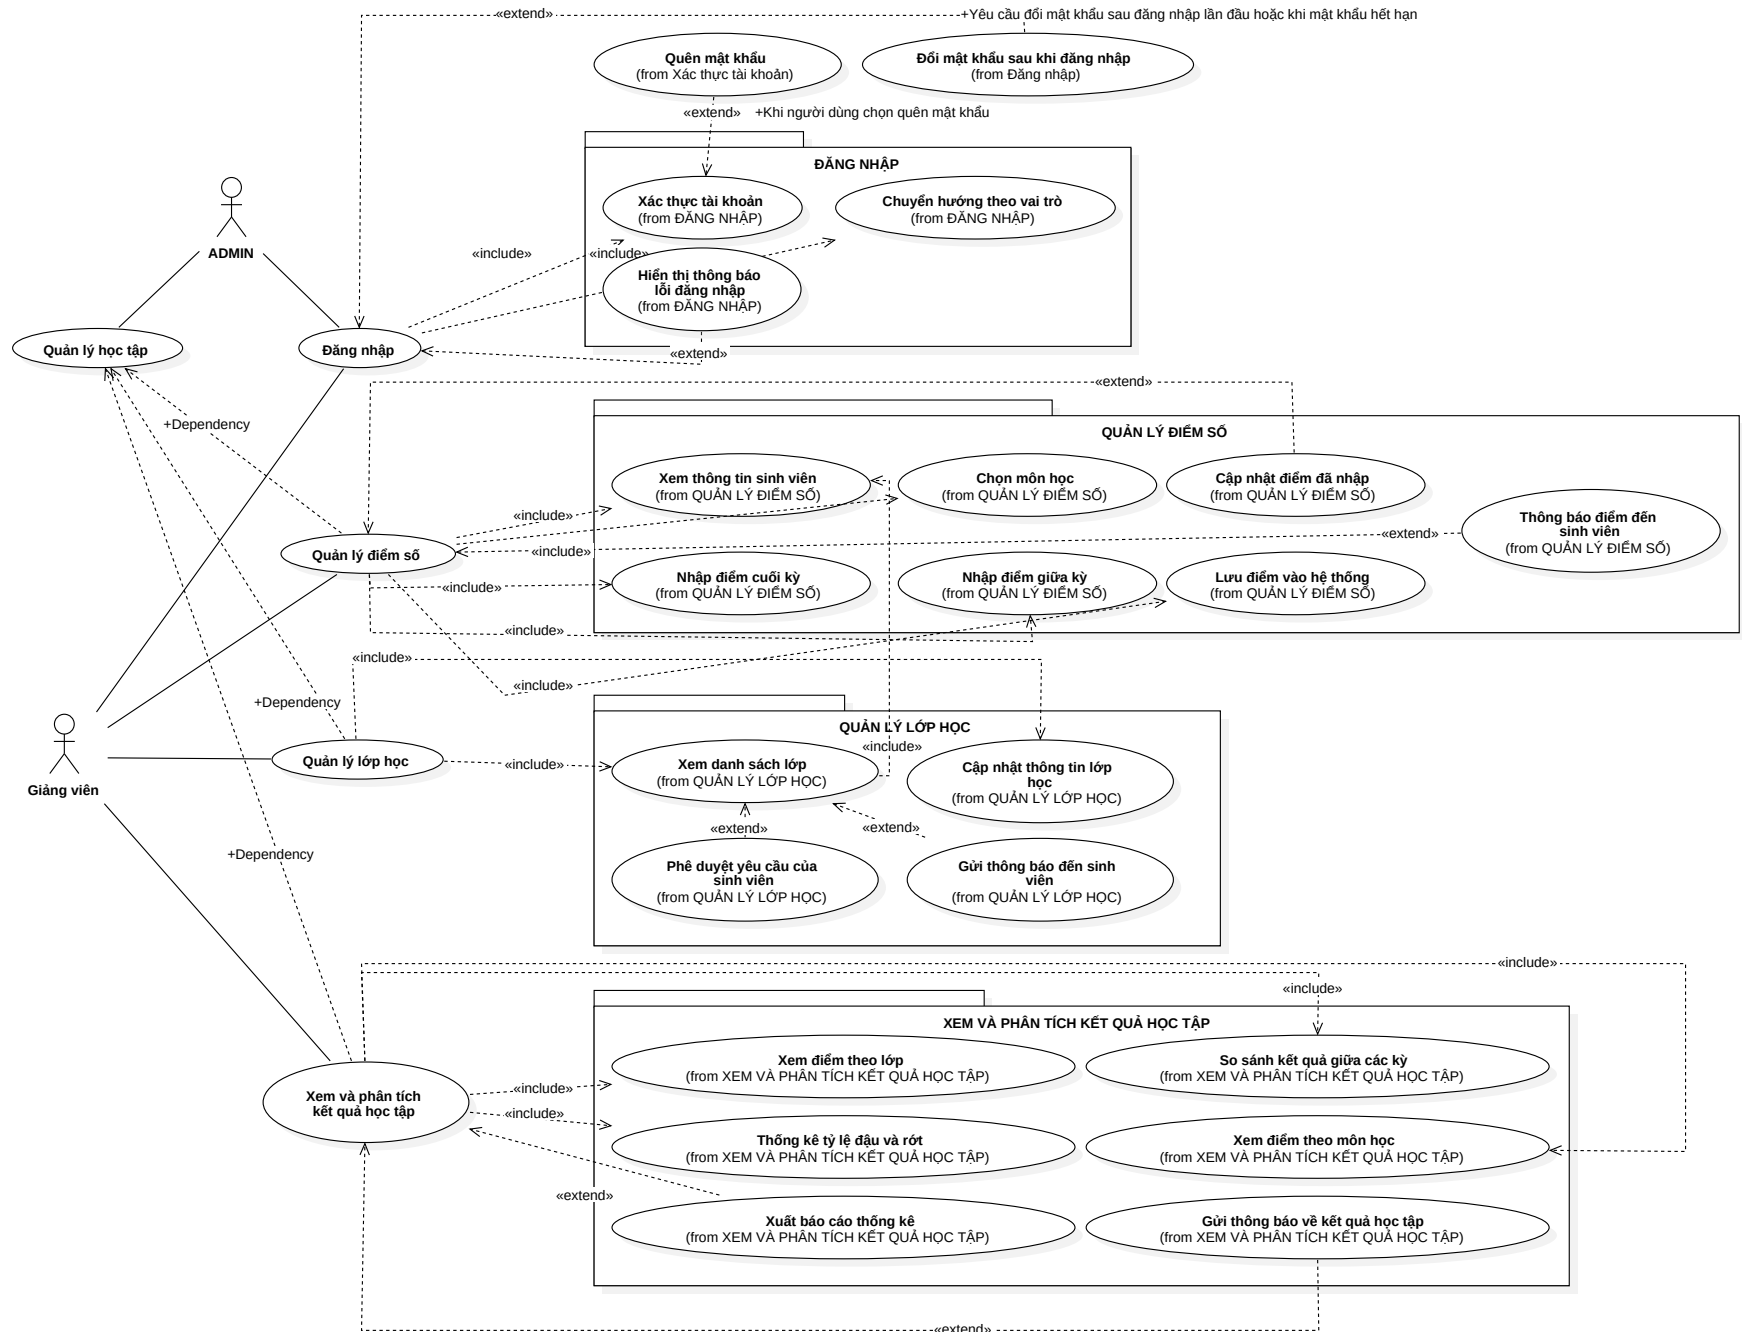 «extend»
+Yêu cầu đổi mật khẩu sau đăng nhập lần đầu hoặc khi mật khẩu hết hạn
Quên mật khẩu
(from Xác thực tài khoản)
Đổi mật khẩu sau khi đăng nhập
(from Đăng nhập)
«extend»
+Khi người dùng chọn quên mật khẩu
ĐĂNG NHẬP
Xác thực tài khoản
(from ĐĂNG NHẬP)
Chuyển hướng theo vai trò
(from ĐĂNG NHẬP)
ADMIN
«include»
«include»
Hiển thị thông báo
lỗi đăng nhập
(from ĐĂNG NHẬP)
Quản lý học tập
Đăng nhập
«extend»
«extend»
+Dependency
QUẢN LÝ ĐIỂM SỐ
Xem thông tin sinh viên
(from QUẢN LÝ ĐIỂM SỐ)
Chọn môn học
(from QUẢN LÝ ĐIỂM SỐ)
Cập nhật điểm đã nhập
(from QUẢN LÝ ĐIỂM SỐ)
«include»
Thông báo điểm đến
sinh viên
(from QUẢN LÝ ĐIỂM SỐ)
«extend»
Quản lý điểm số
«include»
Nhập điểm cuối kỳ
(from QUẢN LÝ ĐIỂM SỐ)
Nhập điểm giữa kỳ
(from QUẢN LÝ ĐIỂM SỐ)
Lưu điểm vào hệ thống
(from QUẢN LÝ ĐIỂM SỐ)
«include»
«include»
«include»
«include»
+Dependency
QUẢN LÝ LỚP HỌC
«include»
Giảng viên
Quản lý lớp học
«include»
Xem danh sách lớp
(from QUẢN LÝ LỚP HỌC)
Cập nhật thông tin lớp
học
(from QUẢN LÝ LỚP HỌC)
«extend»
«extend»
+Dependency
Phê duyệt yêu cầu của
sinh viên
(from QUẢN LÝ LỚP HỌC)
Gửi thông báo đến sinh
viên
(from QUẢN LÝ LỚP HỌC)
«include»
«include»
XEM VÀ PHÂN TÍCH KẾT QUẢ HỌC TẬP
Xem điểm theo lớp
(from XEM VÀ PHÂN TÍCH KẾT QUẢ HỌC TẬP)
So sánh kết quả giữa các kỳ
(from XEM VÀ PHÂN TÍCH KẾT QUẢ HỌC TẬP)
Xem và phân tích
kết quả học tập
«include»
«include»
Thống kê tỷ lệ đậu và rớt
(from XEM VÀ PHÂN TÍCH KẾT QUẢ HỌC TẬP)
Xem điểm theo môn học
(from XEM VÀ PHÂN TÍCH KẾT QUẢ HỌC TẬP)
«extend»
Xuất báo cáo thống kê
(from XEM VÀ PHÂN TÍCH KẾT QUẢ HỌC TẬP)
Gửi thông báo về kết quả học tập
(from XEM VÀ PHÂN TÍCH KẾT QUẢ HỌC TẬP)
«extend»